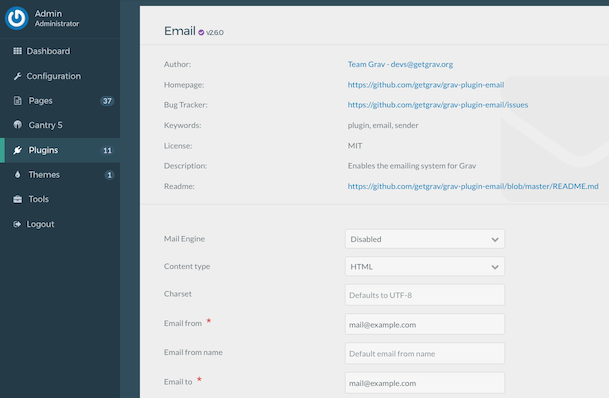 Admin
Administrator
Dashboard
Configuration
Pages 37
Gantry 5
Plugins 11
Themes 1
Tools
Logout
Email v2.6.0
Author: Team Grav - devs@getgrav.org
Homepage: https://github.com/getgrav/grav-plugin-email
Bug Tracker: https://github.com/getgrav/grav-plugin-email/issues
Keywords: plugin, email, sender
License: MIT
Description: Enables the emailing system for Grav
Readme: https://github.com/getgrav/grav-plugin-email/blob/master/README.md
Mail Engine Disabled
Content type HTML
Charset Defaults to UTF-8
Email from * mail@example.com
Email from name Default email from name
Email to * mail@example.com